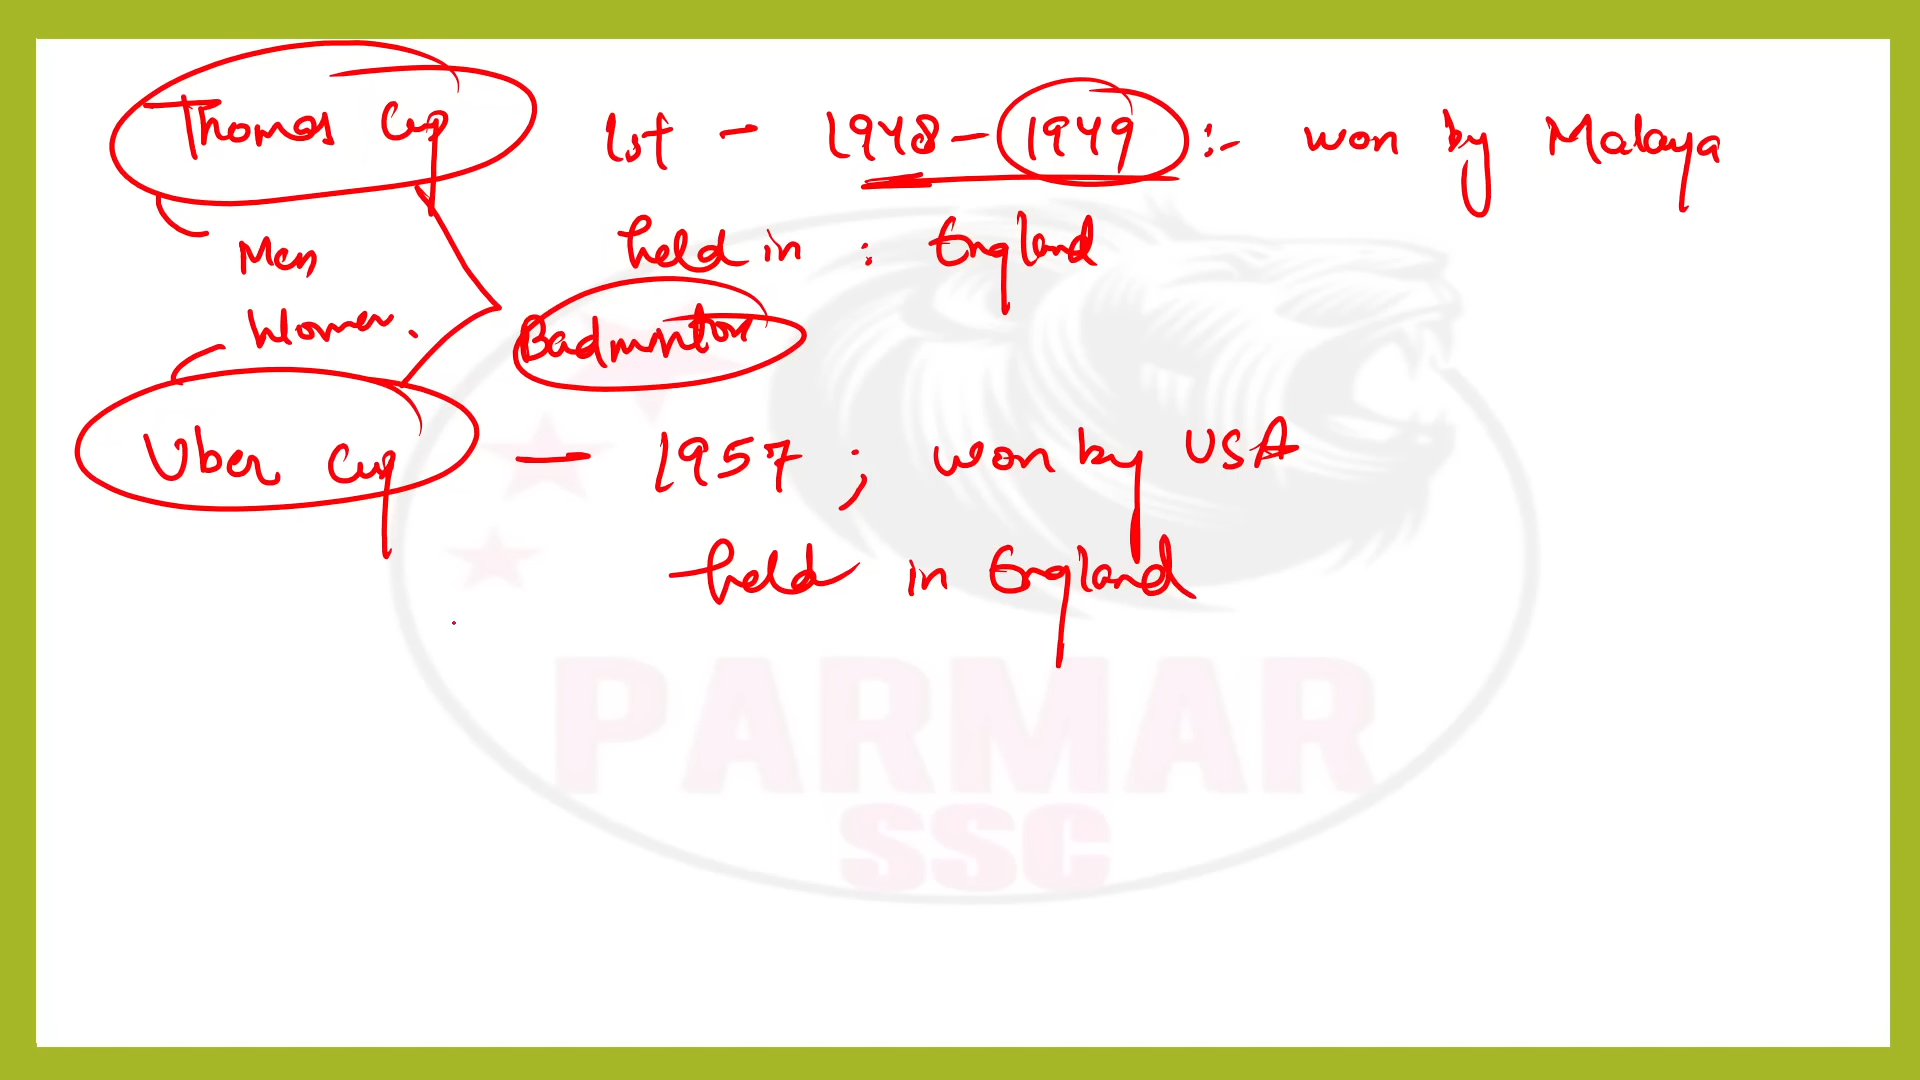 Thomas Cup 1st - 1948-1949 :- won by Malaya
Men held in : England
Women. Badminton
Uber Cup - 1957 ; won by USA
held in England
PARMAR
SSC